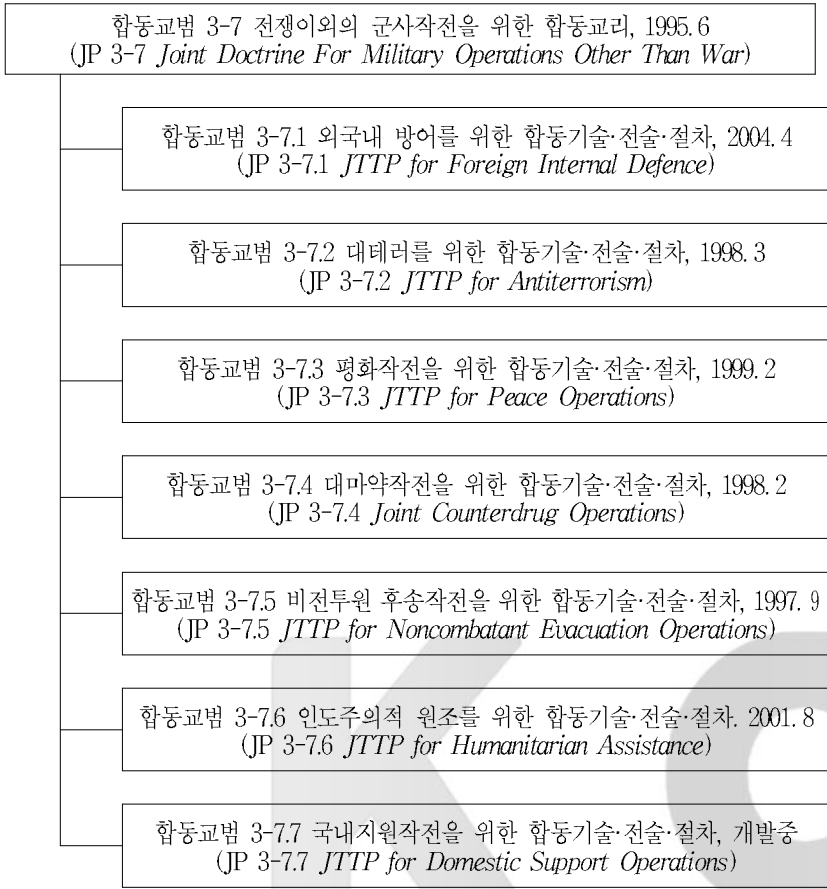 합동교범 3-7 전쟁이외의 군사작전을 위한 합동교리, 1995.6
(JP 3-7 Joint Doctrine For Military Operations Other Than War)
합동교범 3-7.1 외국내 방어를 위한 합동기술·전술·절차, 2004.4
(JP 3-7.1 JTTP for Foreign Internal Defence)
합동교범 3-7.2 대테러를 위한 합동기술·전술·절차, 1998.3
(JP 3-7.2 JTTP for Antiterrorism)
합동교범 3-7.3 평화작전을 위한 합동기술·전술·절차, 1999.2
(JP 3-7.3 JTTP for Peace Operations)
합동교범 3-7.4 대마약작전을 위한 합동기술·전술·절차, 1998.2
(JP 3-7.4 Joint Counterdrug Operations)
합동교범 3-7.5 비전투원 후송작전을 위한 합동기술·전술·절차, 1997.9
(JP 3-7.5 JTTP for Noncombatant Evacuation Operations)
합동교범 3-7.6 인도주의적 원조를 위한 합동기술·전술·절차. 2001.8
(JP 3-7.6 JTTP for Humanitarian Assistance)
합동교범 3-7.7 국내지원작전을 위한 합동기술·전술·절차, 개발중
(JP 3-7.7 JTTP for Domestic Support Operations)